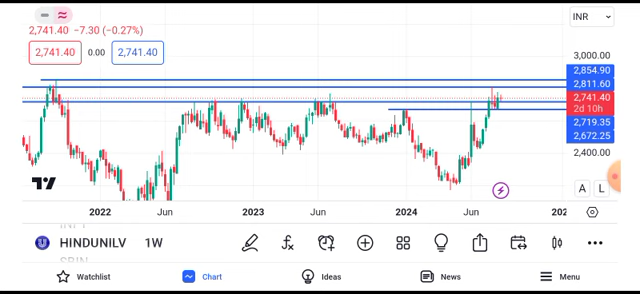 INR
2,741.40 −7.30 (−0.27%)
2,741.40 0.00 2,741.40
3,000.00
2,854.90
2,811.60
2,741.40
2d 10h
2,719.35
2,672.25
2,400.00
A L
2022 Jun 2023 Jun 2024 Jun 202
HINDUNILV 1W
Watchlist Chart Ideas News Menu